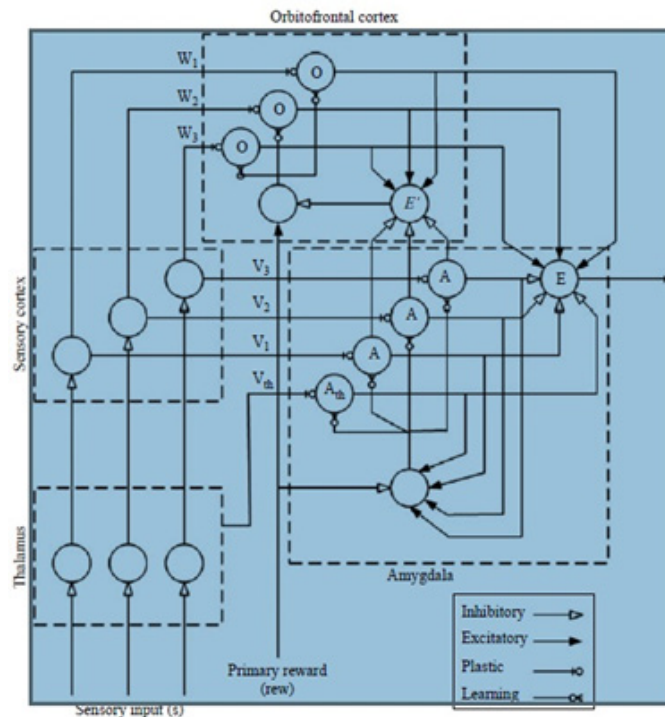 Orbitofrontal cortex
W1
O
W2
O
W3
O
E'
Sensory cortex
V3
A
E
V2
A
V1
A
Vth
Ath
Thalamus
Amygdala
Inhibitory
Excitatory
Plastic
Learning
Primary reward
(rew)
Sensory input (s)